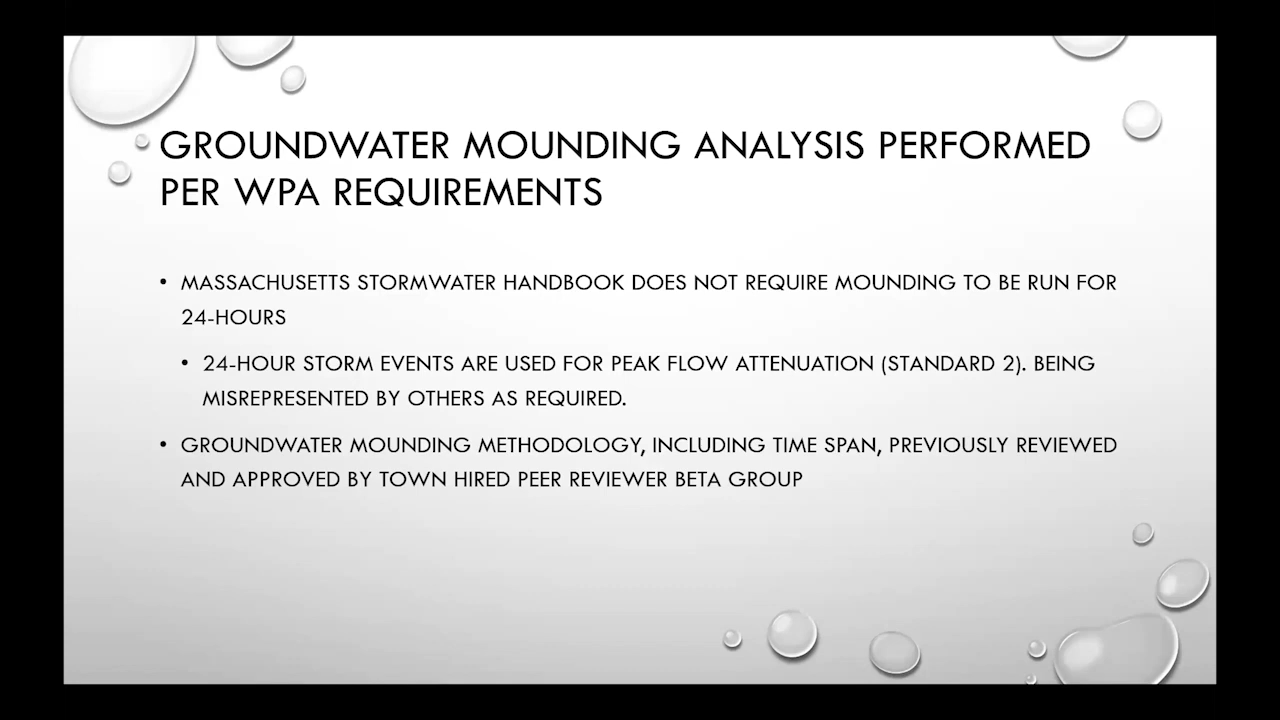 GROUNDWATER MOUNDING ANALYSIS PERFORMED
PER WPA REQUIREMENTS
• MASSACHUSETTS STORMWATER HANDBOOK DOES NOT REQUIRE MOUNDING TO BE RUN FOR
24-HOURS
• 24-HOUR STORM EVENTS ARE USED FOR PEAK FLOW ATTENUATION (STANDARD 2). BEING
MISREPRESENTED BY OTHERS AS REQUIRED.
• GROUNDWATER MOUNDING METHODOLOGY, INCLUDING TIME SPAN, PREVIOUSLY REVIEWED
AND APPROVED BY TOWN HIRED PEER REVIEWER BETA GROUP